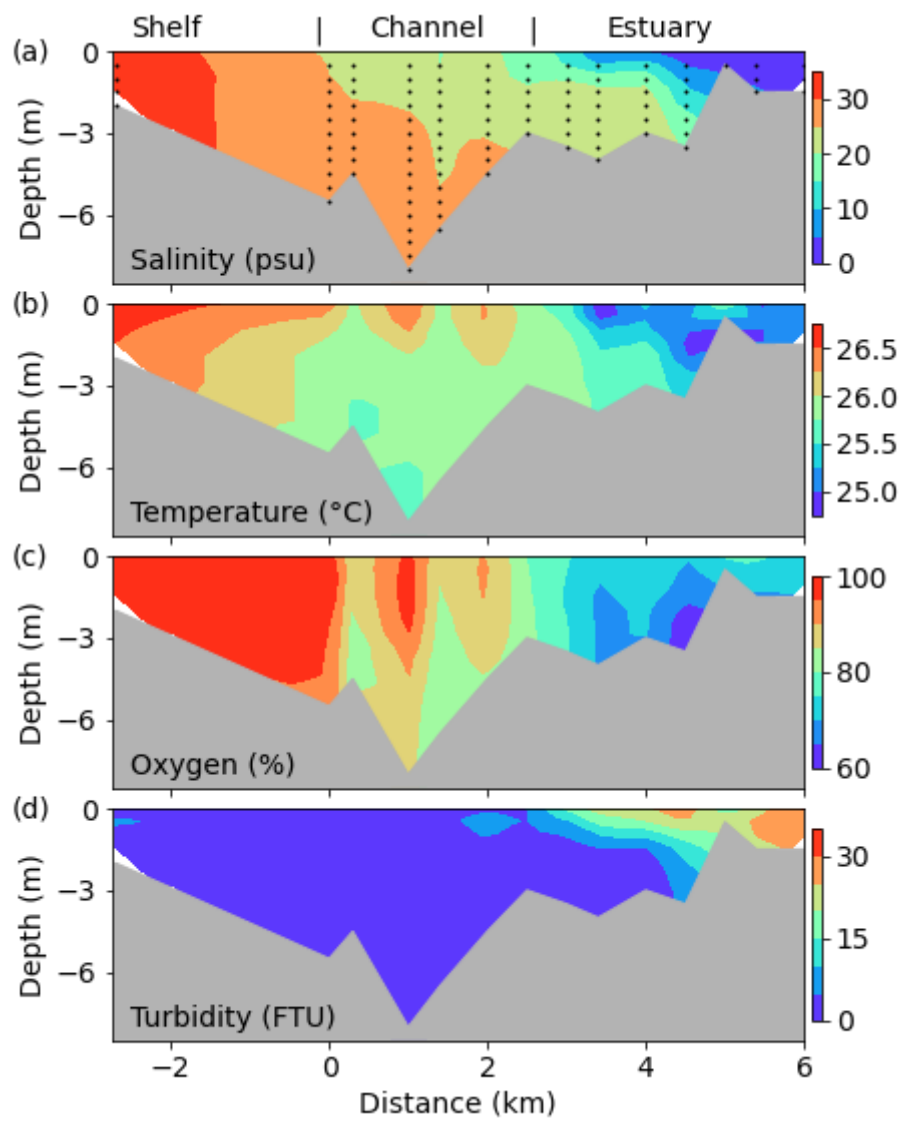 Shelf | Channel | Estuary
(a)
0
−3
−6
Depth (m)
Salinity (psu)
30
20
10
0
(b)
0
−3
−6
Depth (m)
Temperature (°C)
26.5
26.0
25.5
25.0
(c)
0
−3
−6
Depth (m)
Oxygen (%)
100
80
60
(d)
0
−3
−6
Depth (m)
Turbidity (FTU)
30
15
0
−2 0 2 4 6
Distance (km)